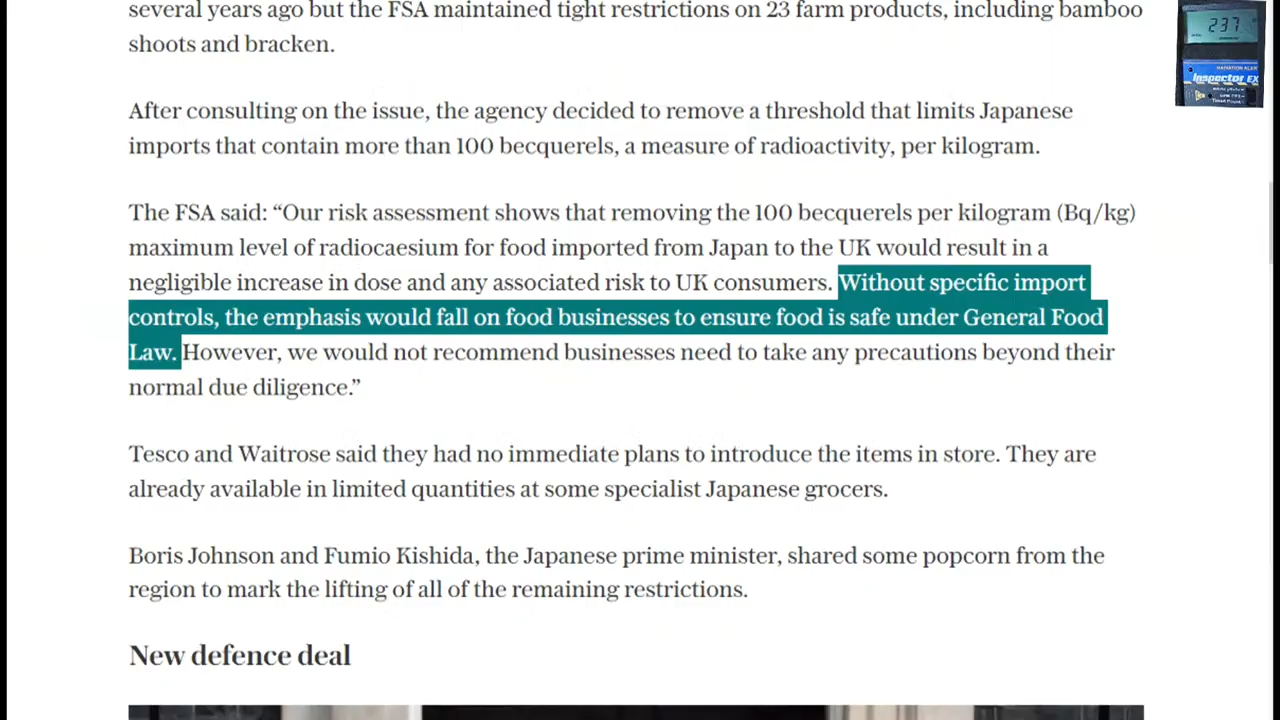 several years ago but the FSA maintained tight restrictions on 23 farm products, including bamboo
shoots and bracken.
237
RADIATION ALERT
Inspector EX
After consulting on the issue, the agency decided to remove a threshold that limits Japanese
imports that contain more than 100 becquerels, a measure of radioactivity, per kilogram.
The FSA said: “Our risk assessment shows that removing the 100 becquerels per kilogram (Bq/kg)
maximum level of radiocaesium for food imported from Japan to the UK would result in a
negligible increase in dose and any associated risk to UK consumers. Without specific import
controls, the emphasis would fall on food businesses to ensure food is safe under General Food
Law. However, we would not recommend businesses need to take any precautions beyond their
normal due diligence.”
Tesco and Waitrose said they had no immediate plans to introduce the items in store. They are
already available in limited quantities at some specialist Japanese grocers.
Boris Johnson and Fumio Kishida, the Japanese prime minister, shared some popcorn from the
region to mark the lifting of all of the remaining restrictions.
New defence deal